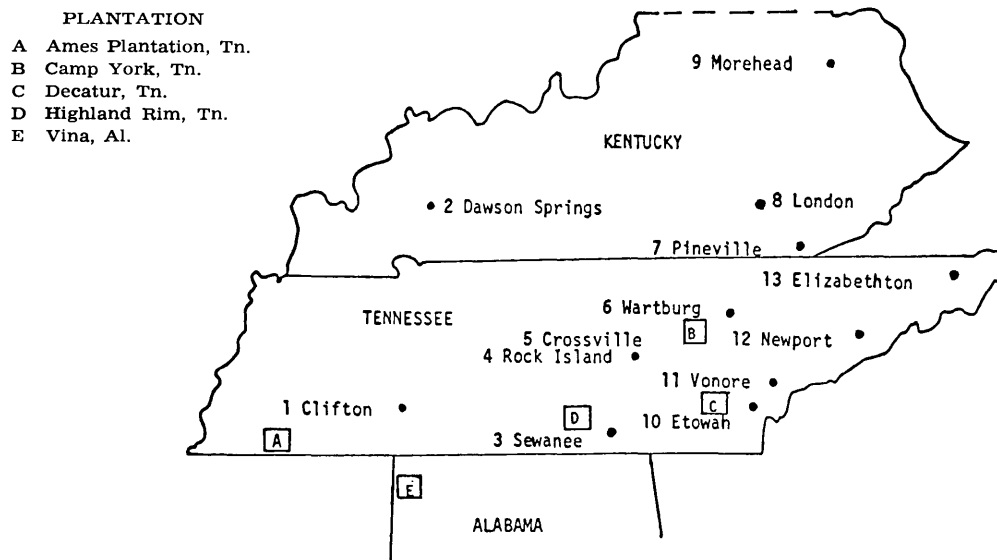 PLANTATION
A Ames Plantation, Tn.
B Camp York, Tn.
C Decatur, Tn.
D Highland Rim, Tn.
E Vina, Al.
9 Morehead
KENTUCKY
2 Dawson Springs
8 London
7 Pineville
13 Elizabethton
TENNESSEE
6 Wartburg
B
12 Newport
5 Crossville
4 Rock Island
11 Vonore
1 Clifton
C
10 Etowah
D
3 Sewanee
A
E
ALABAMA